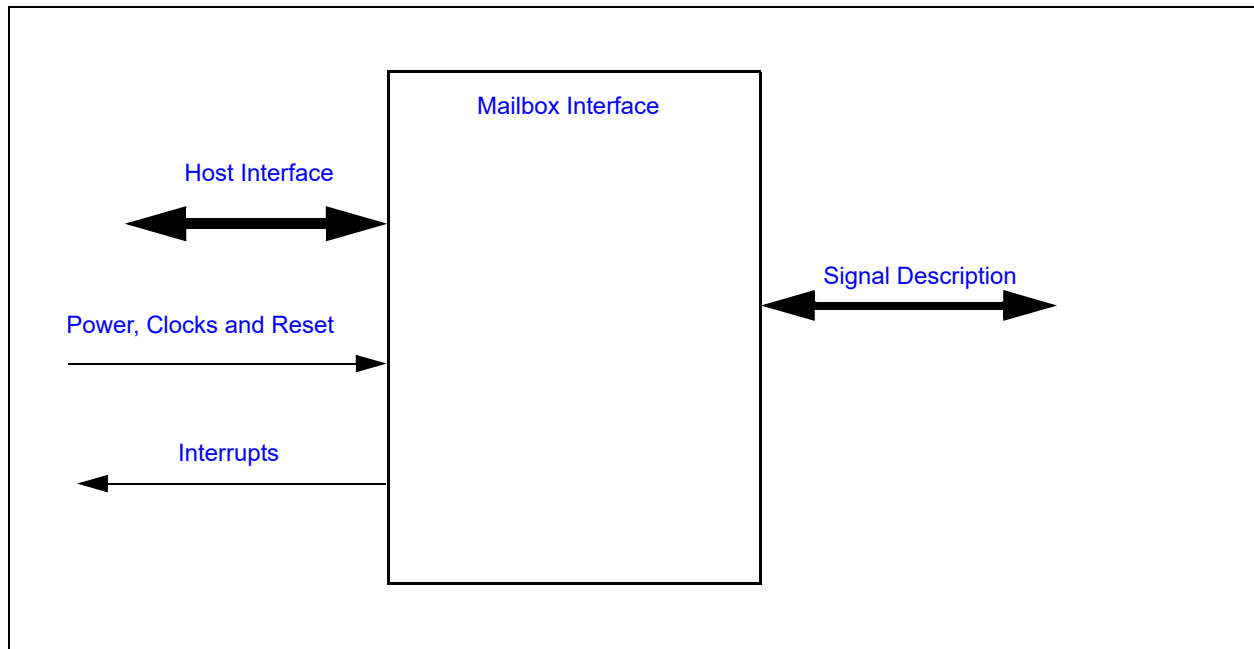 Mailbox Interface
Host Interface
Signal Description
Power, Clocks and Reset
Interrupts